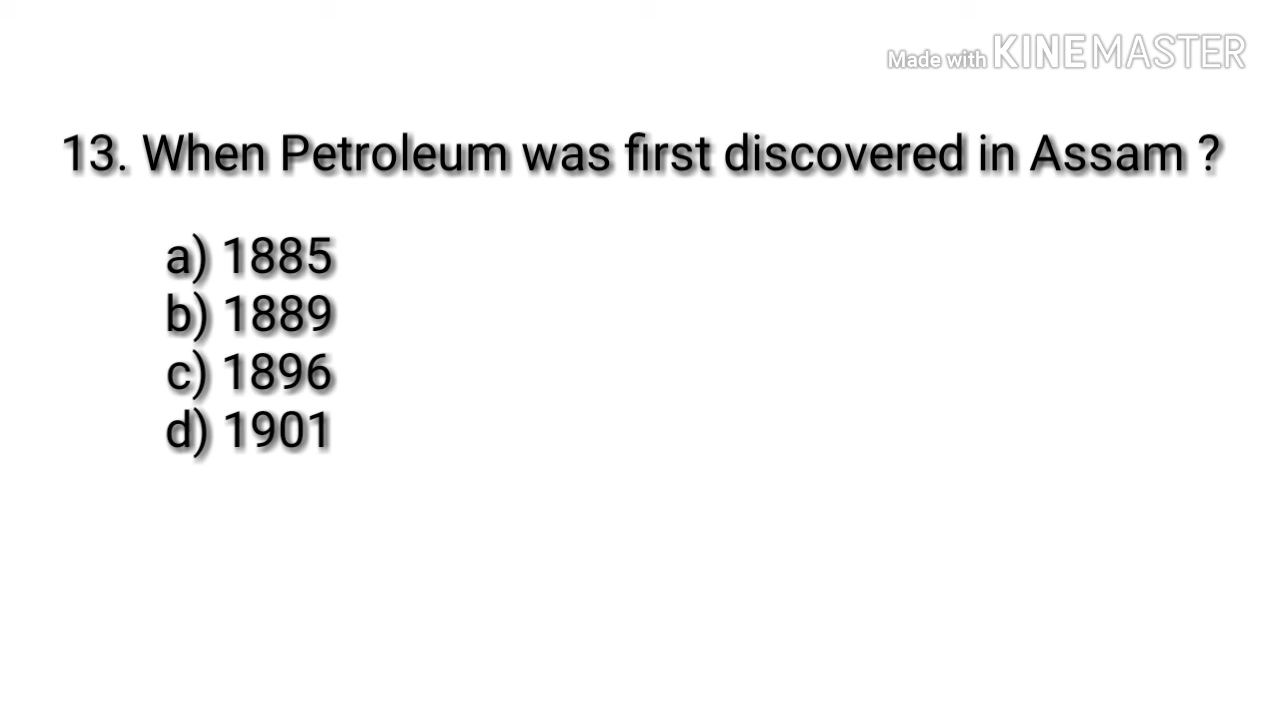 Made with KINEMASTER
13. When Petroleum was first discovered in Assam ?
a) 1885
b) 1889
c) 1896
d) 1901